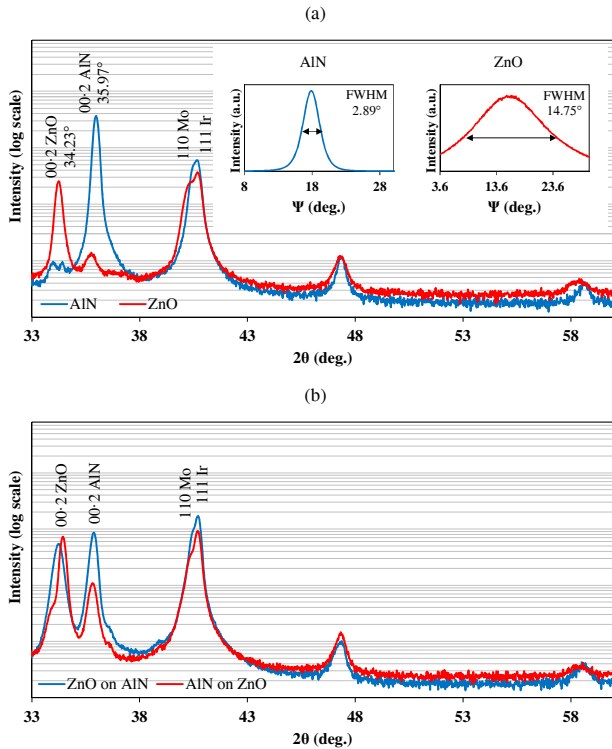 (a)
Intensity (log scale)
00·2 ZnO
34.23°
00·2 AlN
35.97°
110 Mo
111 Ir
AlN
Intensity (a.u.)
FWHM
2.89°
8 18 28
Ψ (deg.)
ZnO
Intensity (a.u.)
FWHM
14.75°
3.6 13.6 23.6
Ψ (deg.)
AlN ZnO
33 38 43 48 53 58
2θ (deg.)
(b)
Intensity (log scale)
00·2 ZnO
00·2 AlN
110 Mo
111 Ir
ZnO on AlN AlN on ZnO
33 38 43 48 53 58
2θ (deg.)